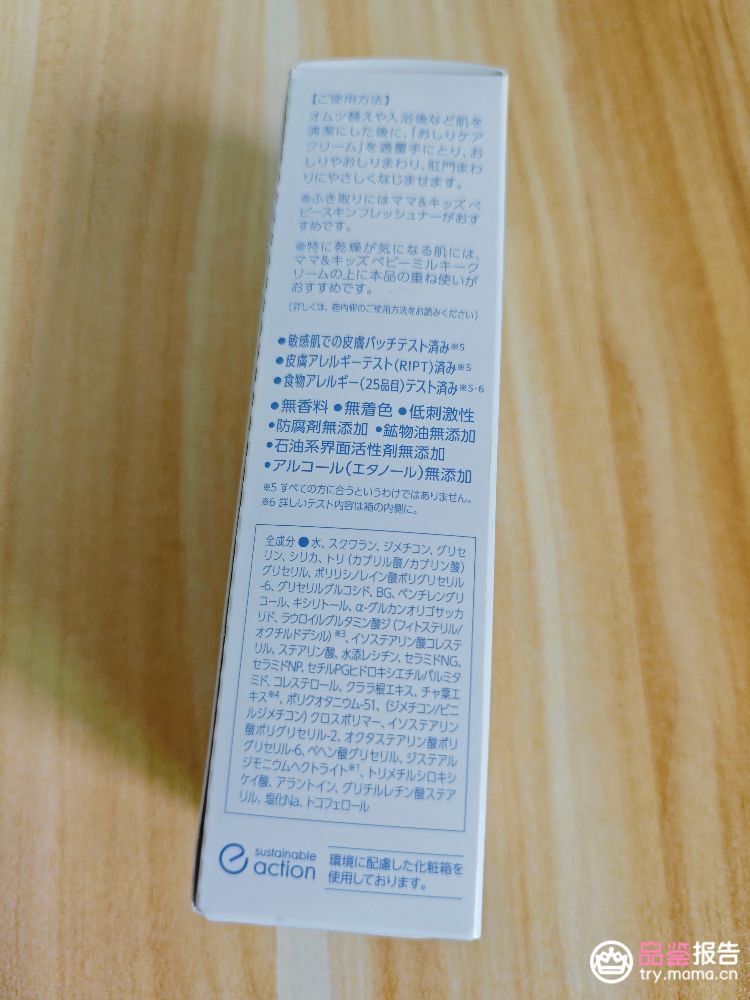 【ご使用方法】
オムツ替えや入浴後など肌を
清潔にした後に、「おしりケア
クリーム」を適量手にとり、お
しりやおしりまわり、肛門まわ
りにやさしくなじませます。
●ふき取りにはママ&キッズ ベ
ビースキンフレッシュナーがおす
すめです。
●特に乾燥が気になる肌には、
ママ&キッズ ベビーミルキーク
リームの上に本品の重ね使いが
おすすめです。
(詳しくは、箱内側のご使用方法をお読みください)
●敏感肌での皮膚パッチテスト済み※5
●皮膚アレルギーテスト(RIPT)済み※5
●食物アレルギー(25品目)テスト済み※5・6
●無香料 ●無着色 ●低刺激性
●防腐剤無添加 ●鉱物油無添加
●石油系界面活性剤無添加
●アルコール(エタノール)無添加
※5 すべての方に合うというわけではありません。
※6 詳しいテスト内容は箱の内側に。
全成分 ●水、スクワラン、ジメチコン、グリセ
リン、シリカ、トリ(カプリル酸/カプリン酸)
グリセリル、ポリリシノレイン酸ポリグリセリル
-6、グリセリルグルコシド、BG、ペンチレングリ
コール、キシリトール、α-グルカンオリゴサッカ
リド、ラウロイルグルタミン酸ジ(フィトステリル/
オクチルドデシル)※3、イソステアリン酸コレステ
リル、ステアリン酸、水添レシチン、セラミドNG、
セラミドNP、セチルPGヒドロキシエチルパルミタ
ミド、コレステロール、クララ根エキス、チャ葉エ
キス※4、ポリクオタニウム-51、(ジメチコン/ビニ
ルジメチコン)クロスポリマー、イソステアリン
酸ポリグリセリル-2、オクタステアリン酸ポリ
グリセリル-6、ベヘン酸グリセリル、ジステアル
ジモニウムヘクトライト※1、トリメチルシロキシ
ケイ酸、アラントイン、グリチルレチン酸ステア
リル、塩化Na、トコフェロール
sustainable
action
環境に配慮した化粧箱を
使用しております。
品鉴报告
try.mama.cn